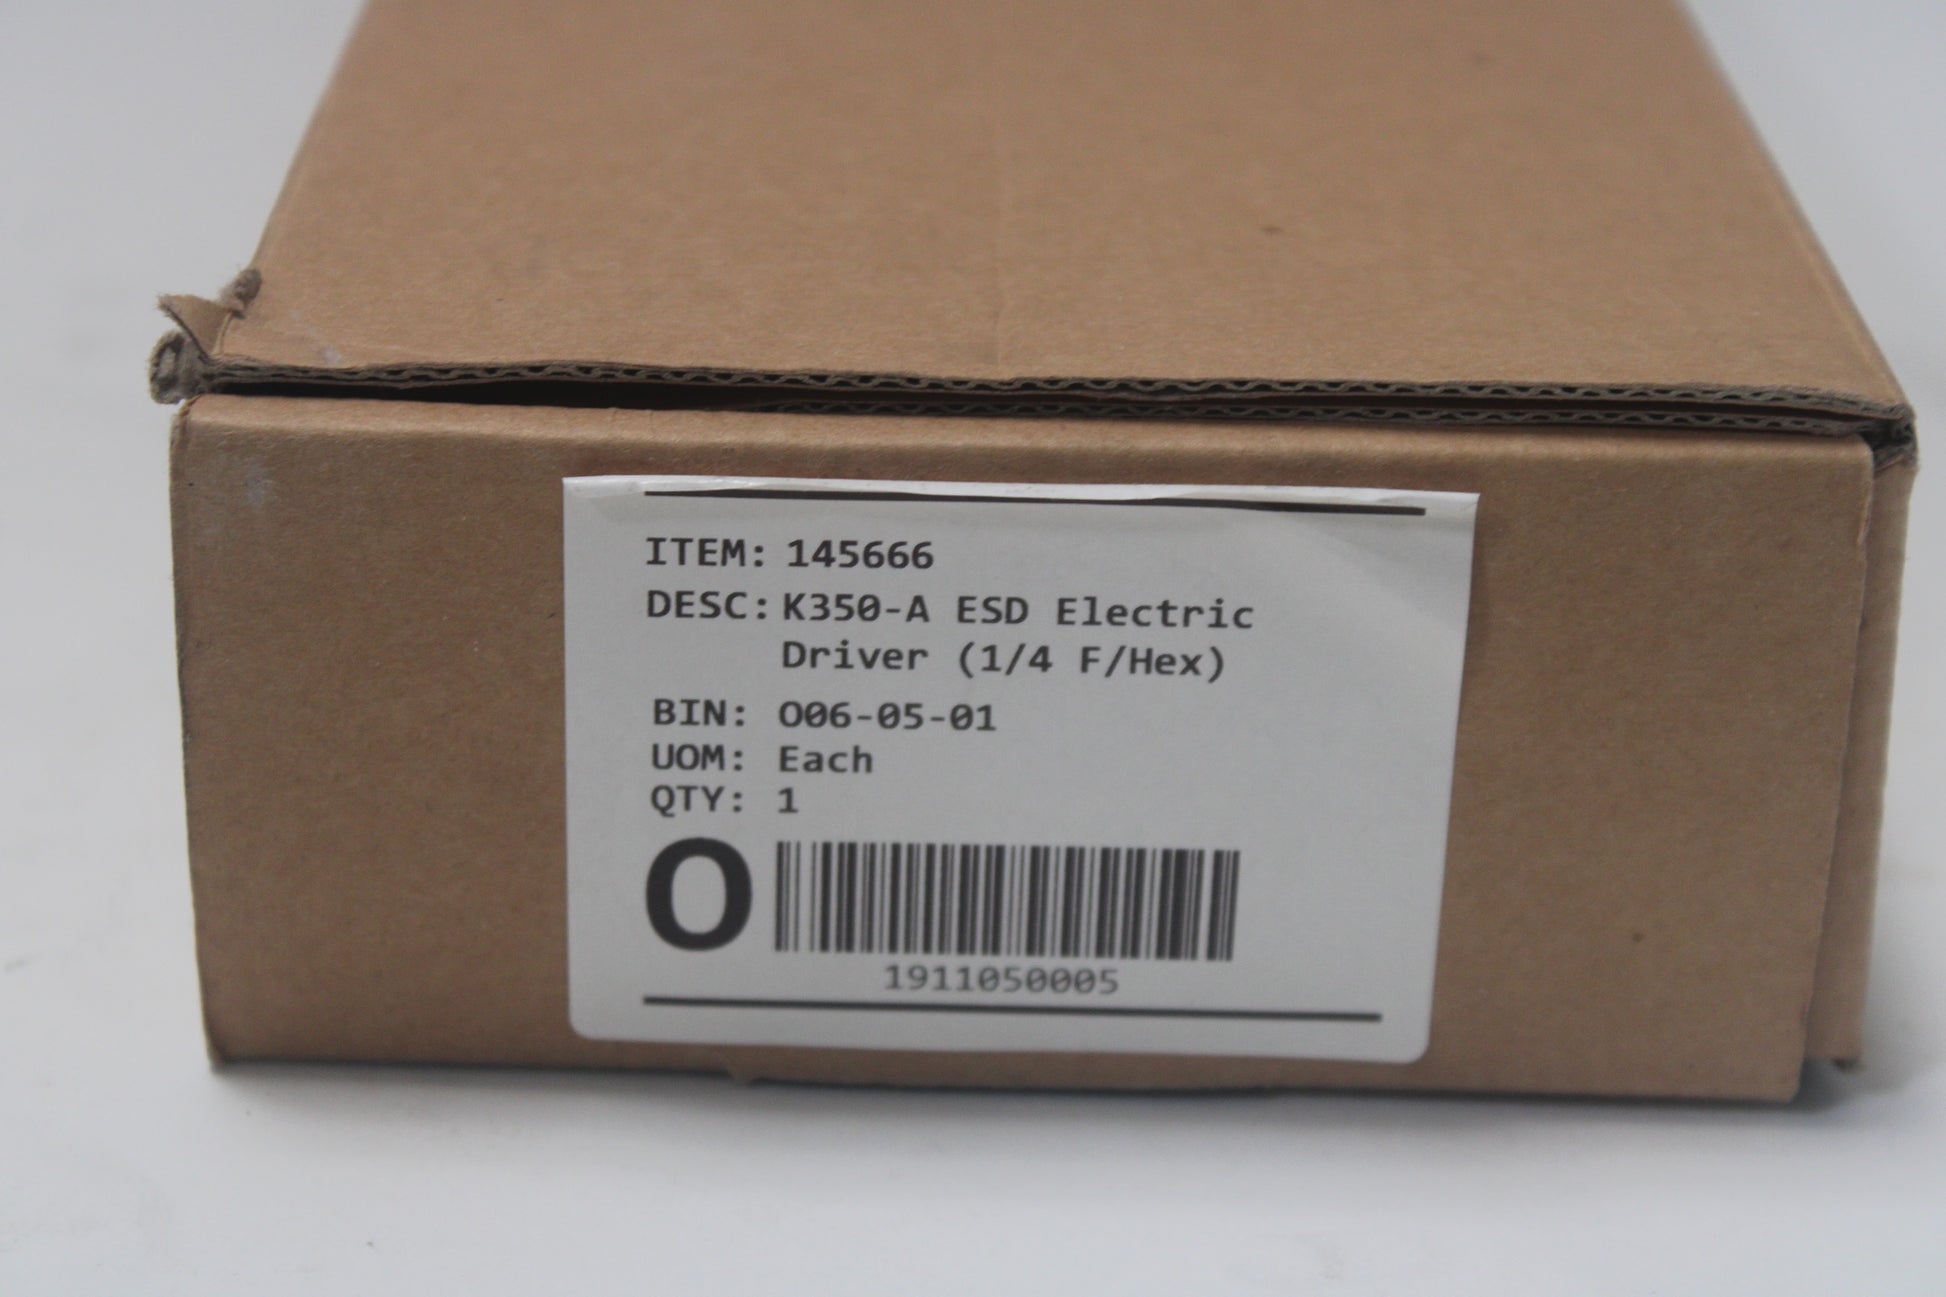 ITEM: 145666
DESC: K350-A ESD Electric
Driver (1/4 F/Hex)
BIN: O06-05-01
UOM: Each
QTY: 1
O
1911050005